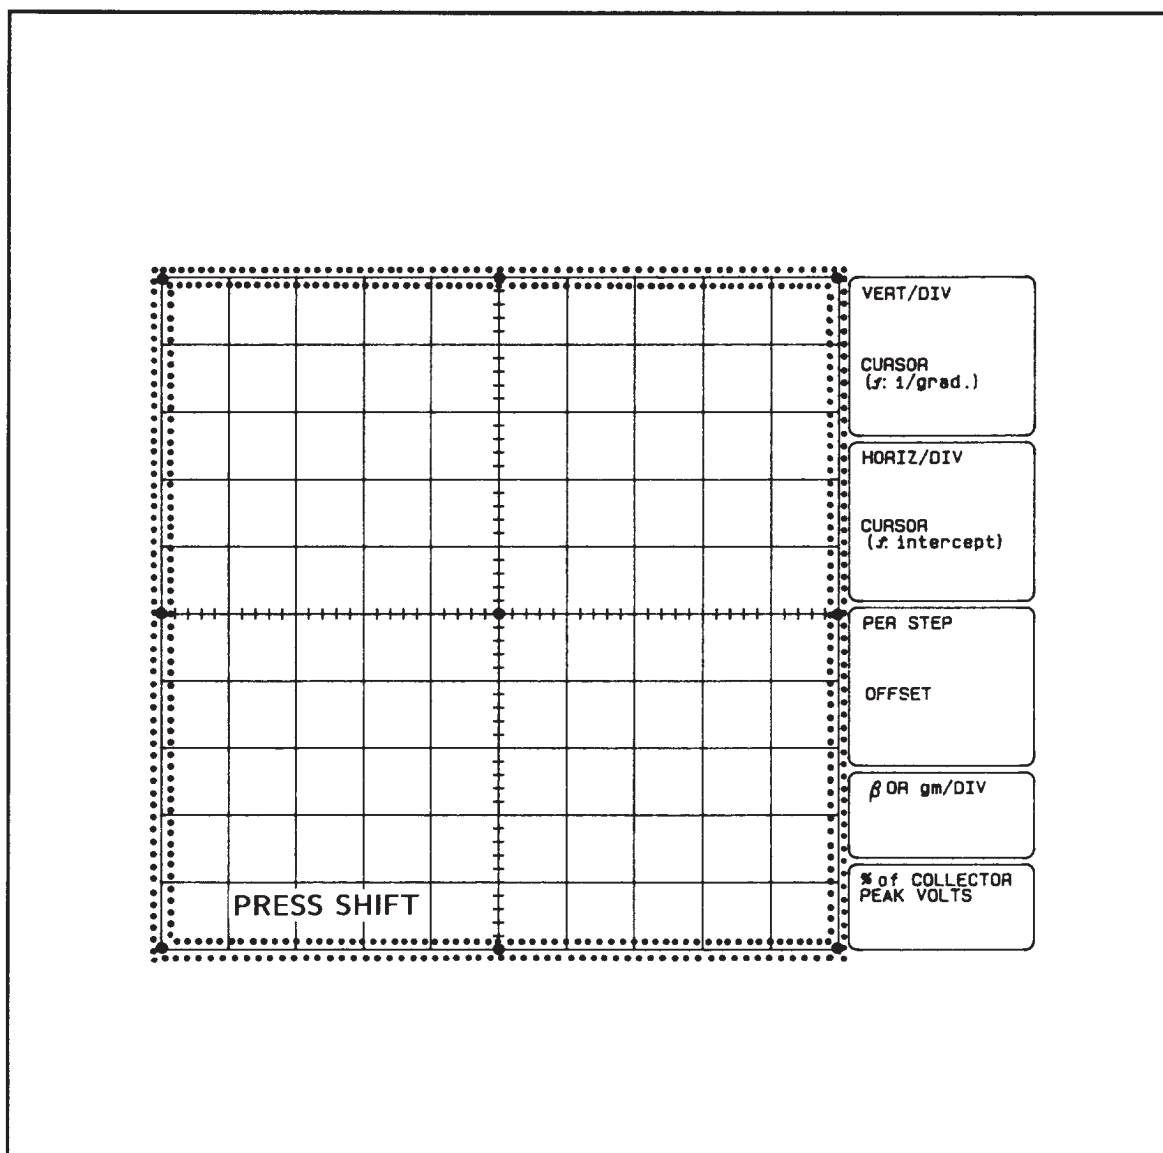 VERT/DIV
CURSOR
(f: 1/grad.)
HORIZ/DIV
CURSOR
(f: intercept)
PER STEP
OFFSET
β OR gm/DIV
% of COLLECTOR
PEAK VOLTS
PRESS SHIFT